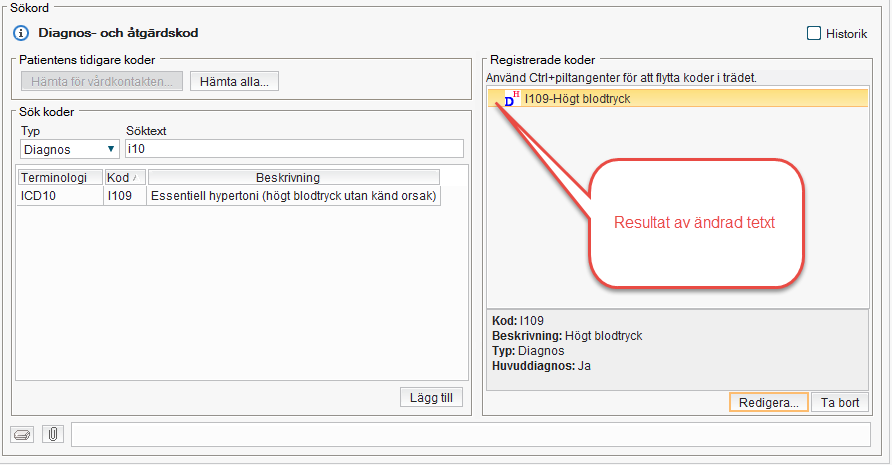 Sökord
Diagnos- och åtgärdskod
Historik
Patientens tidigare koder
Hämta för vårdkontakten...
Hämta alla...
Sök koder
Typ
Söktext
Diagnos
i10
Terminologi
Kod
Beskrivning
ICD10
I109
Essentiell hypertoni (högt blodtryck utan känd orsak)
Lägg till
Registrerade koder
Använd Ctrl+piltangenter för att flytta koder i trädet.
DH
I109-Högt blodtryck
Resultat av ändrad tetxt
Kod: I109
Beskrivning: Högt blodtryck
Typ: Diagnos
Huvuddiagnos: Ja
Redigera...
Ta bort